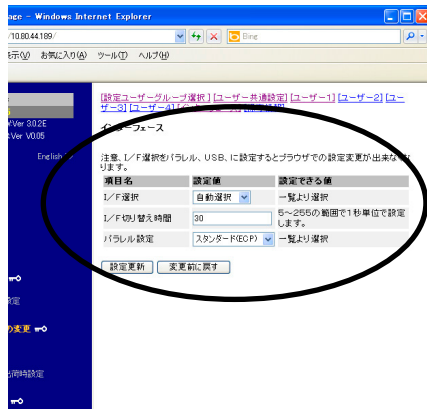 age - Windows Internet Explorer
/10.80.44.189/
Bing
表示(V) お気に入り(A) ツール(T) ヘルプ(H)
Ver 3.0.2E
Ver V0.05
English
[設定ユーザーグループ選択] [ユーザー共通設定] [ユーザー1] [ユーザー2] [ユー
ザー3] [ユーザー4]
インターフェース
注意、I／F選択をパラレル、USB、に設定するとブラウザでの設定変更が出来なくな
ります。
項目名 設定値 設定できる値
I／F選択 自動選択 一覧より選択
I／F切り替え時間 30 5～255の範囲で1秒単位で設定
します。
パラレル設定 スタンダード(ECP) 一覧より選択
設定更新 変更前に戻す
設定
の変更
出荷時設定